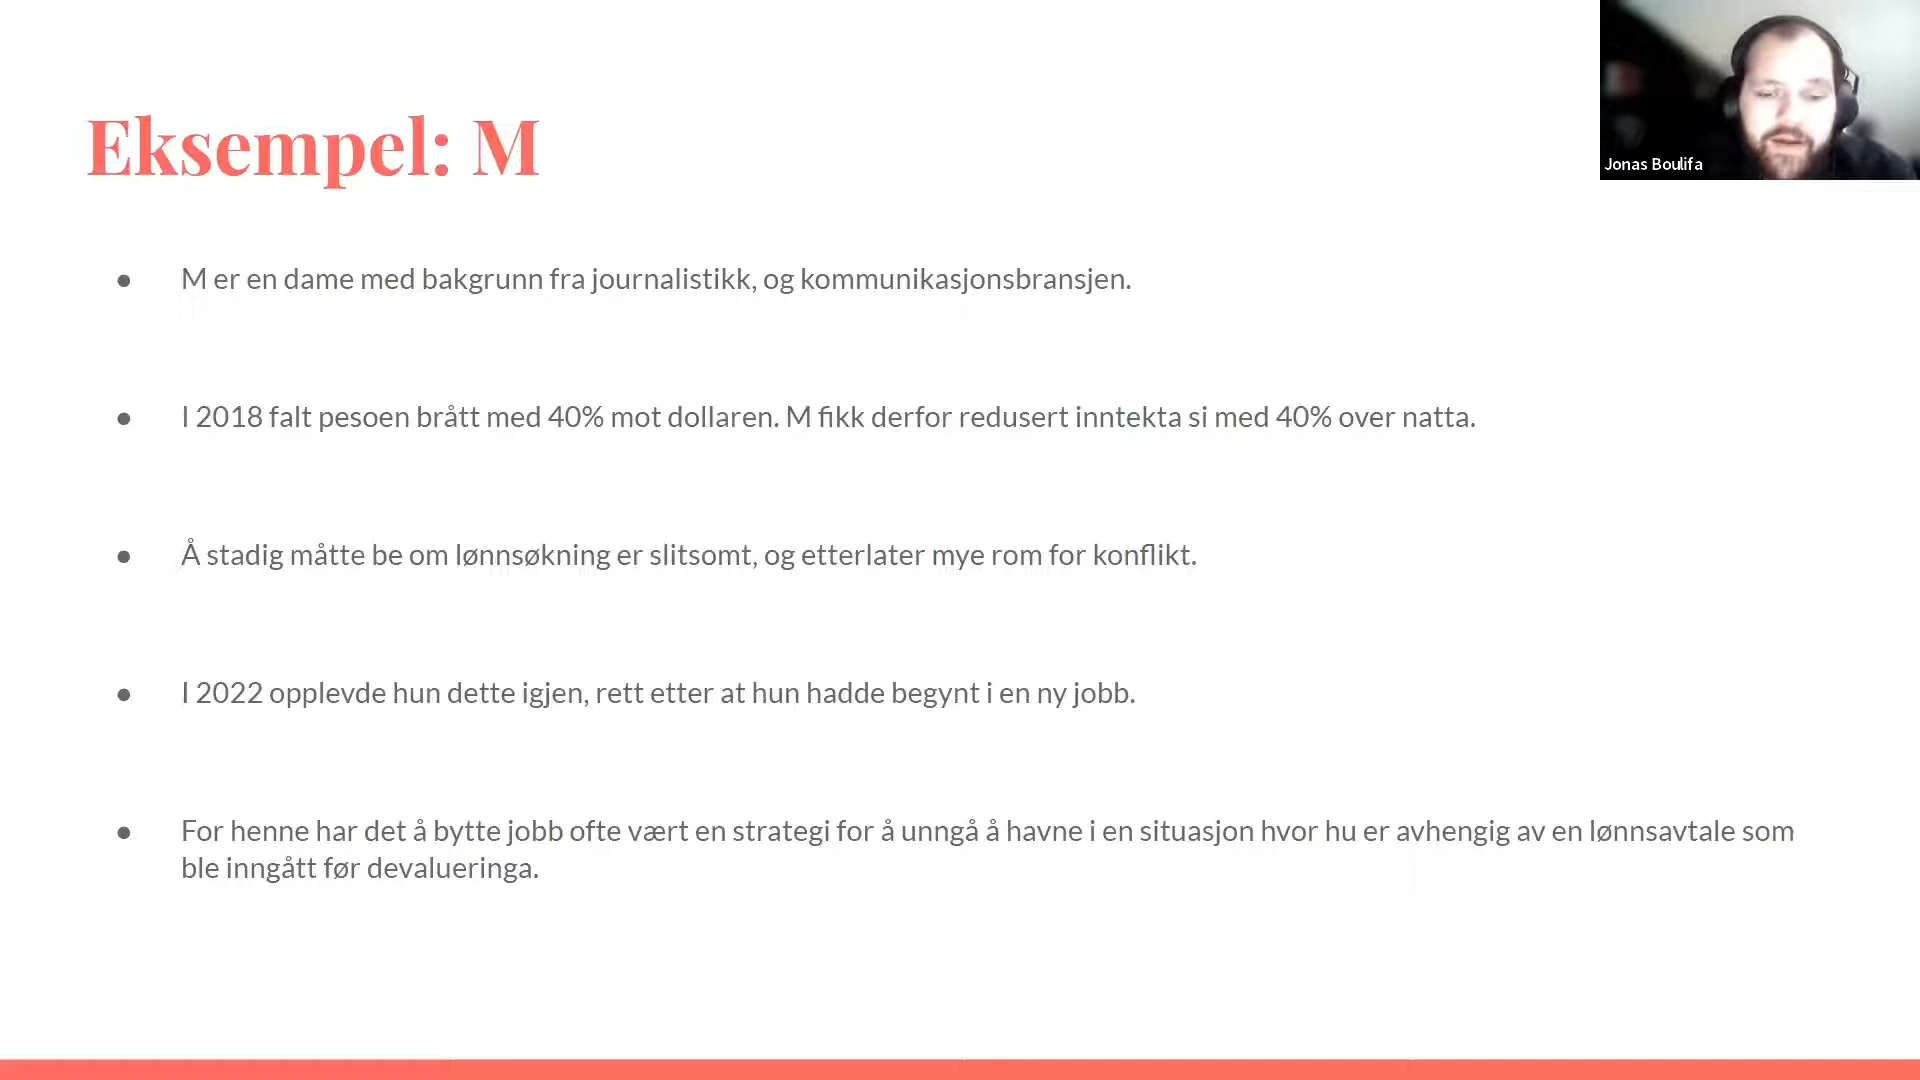 Eksempel: M
Jonas Boulifa
● M er en dame med bakgrunn fra journalistikk, og kommunikasjonsbransjen.
● I 2018 falt pesoen brått med 40% mot dollaren. M fikk derfor redusert inntekta si med 40% over natta.
● Å stadig måtte be om lønnsøkning er slitsomt, og etterlater mye rom for konflikt.
● I 2022 opplevde hun dette igjen, rett etter at hun hadde begynt i en ny jobb.
● For henne har det å bytte jobb ofte vært en strategi for å unngå å havne i en situasjon hvor hu er avhengig av en lønnsavtale som
ble inngått før devalueringa.